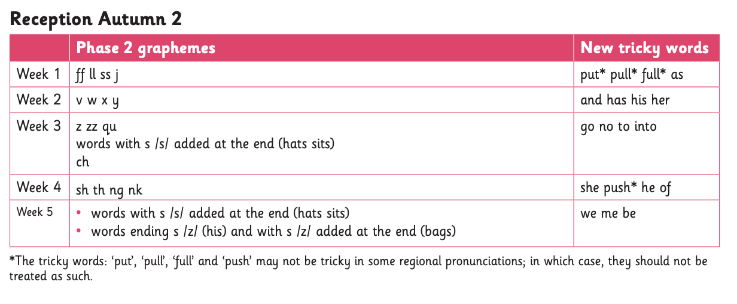 Reception Autumn 2
Phase 2 graphemes New tricky words
Week 1 ff ll ss j put* pull* full* as
Week 2 v w x y and has his her
Week 3 z zz qu go no to into
words with s /s/ added at the end (hats sits)
ch
Week 4 sh th ng nk she push* he of
Week 5 • words with s /s/ added at the end (hats sits) we me be
• words ending s /z/ (his) and with s /z/ added at the end (bags)
*The tricky words: ‘put’, ‘pull’, ‘full’ and ‘push’ may not be tricky in some regional pronunciations; in which case, they should not be
treated as such.